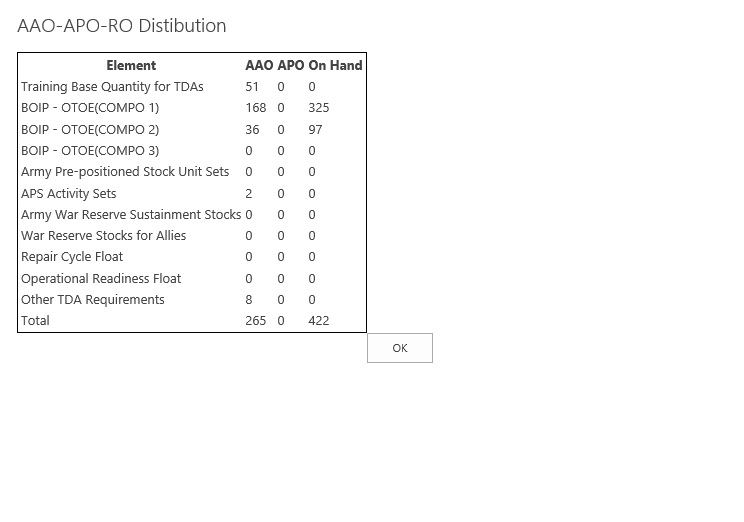 AAO-APO-RO Distibution
Element AAO APO On Hand
Training Base Quantity for TDAs 51 0 0
BOIP - OTOE(COMPO 1) 168 0 325
BOIP - OTOE(COMPO 2) 36 0 97
BOIP - OTOE(COMPO 3) 0 0 0
Army Pre-positioned Stock Unit Sets 0 0 0
APS Activity Sets 2 0 0
Army War Reserve Sustainment Stocks 0 0 0
War Reserve Stocks for Allies 0 0 0
Repair Cycle Float 0 0 0
Operational Readiness Float 0 0 0
Other TDA Requirements 8 0 0
Total 265 0 422
OK